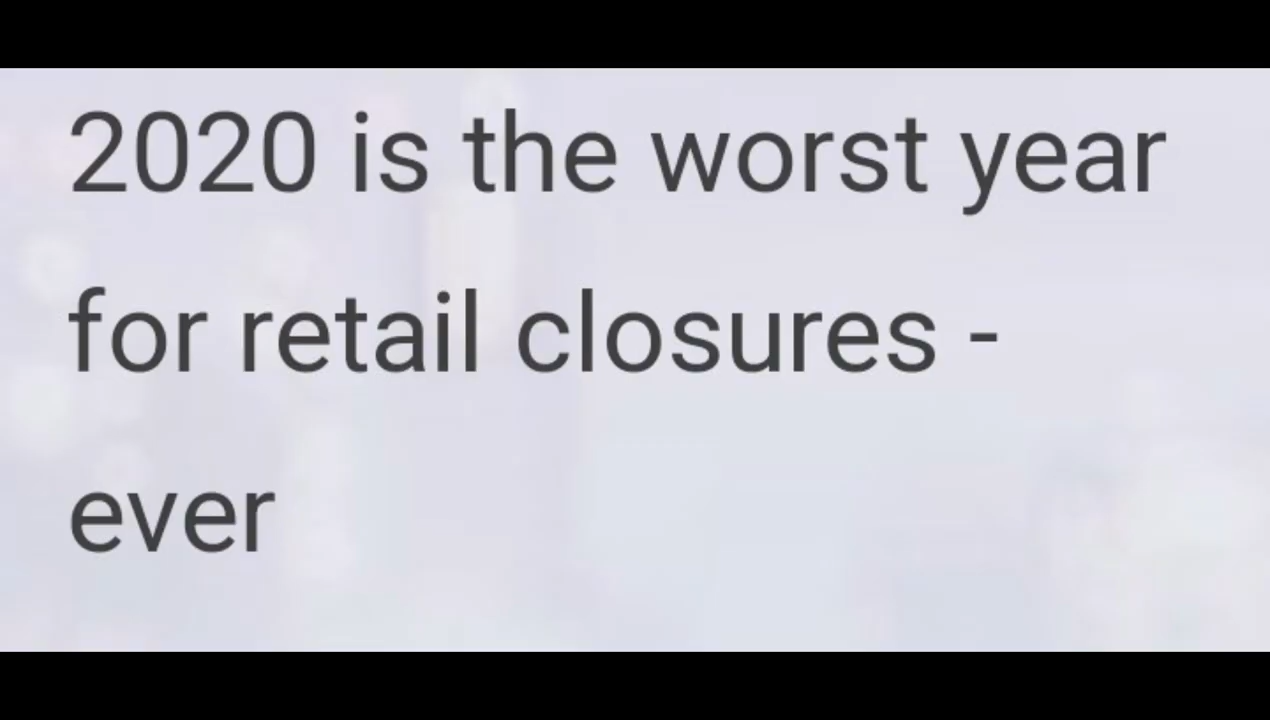 2020 is the worst year
for retail closures -
ever